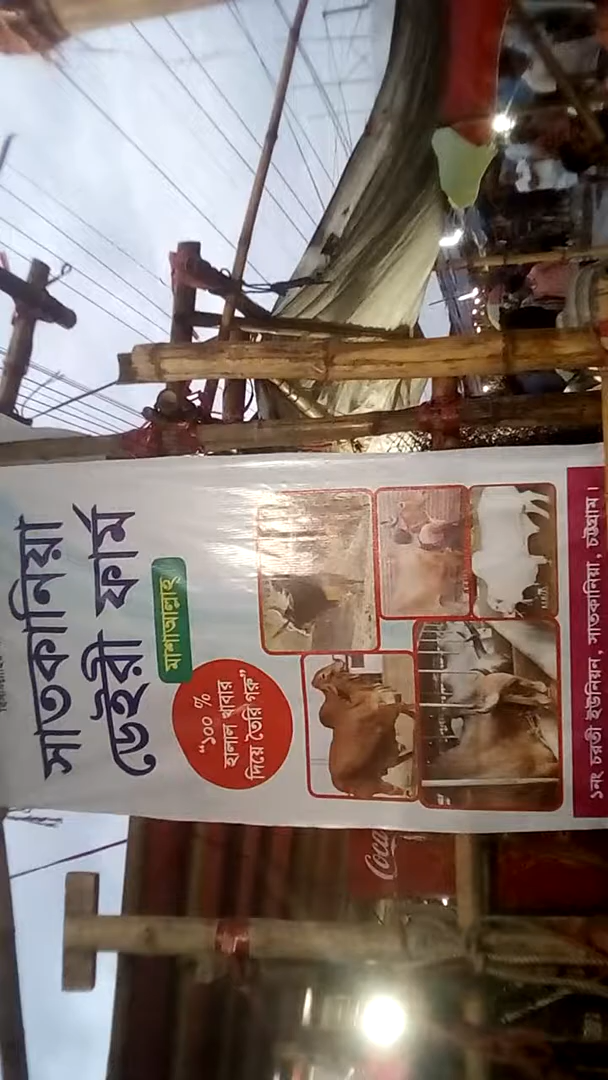 সাতকানিয়া
ডেইরী ফার্ম
মাশাআল্লাহ
“১০০ %
হালাল খাবার
দিয়ে তৈরি গরু”
১নং চরতী ইউনিয়ন, সাতকানিয়া, চট্টগ্রাম।
Coca